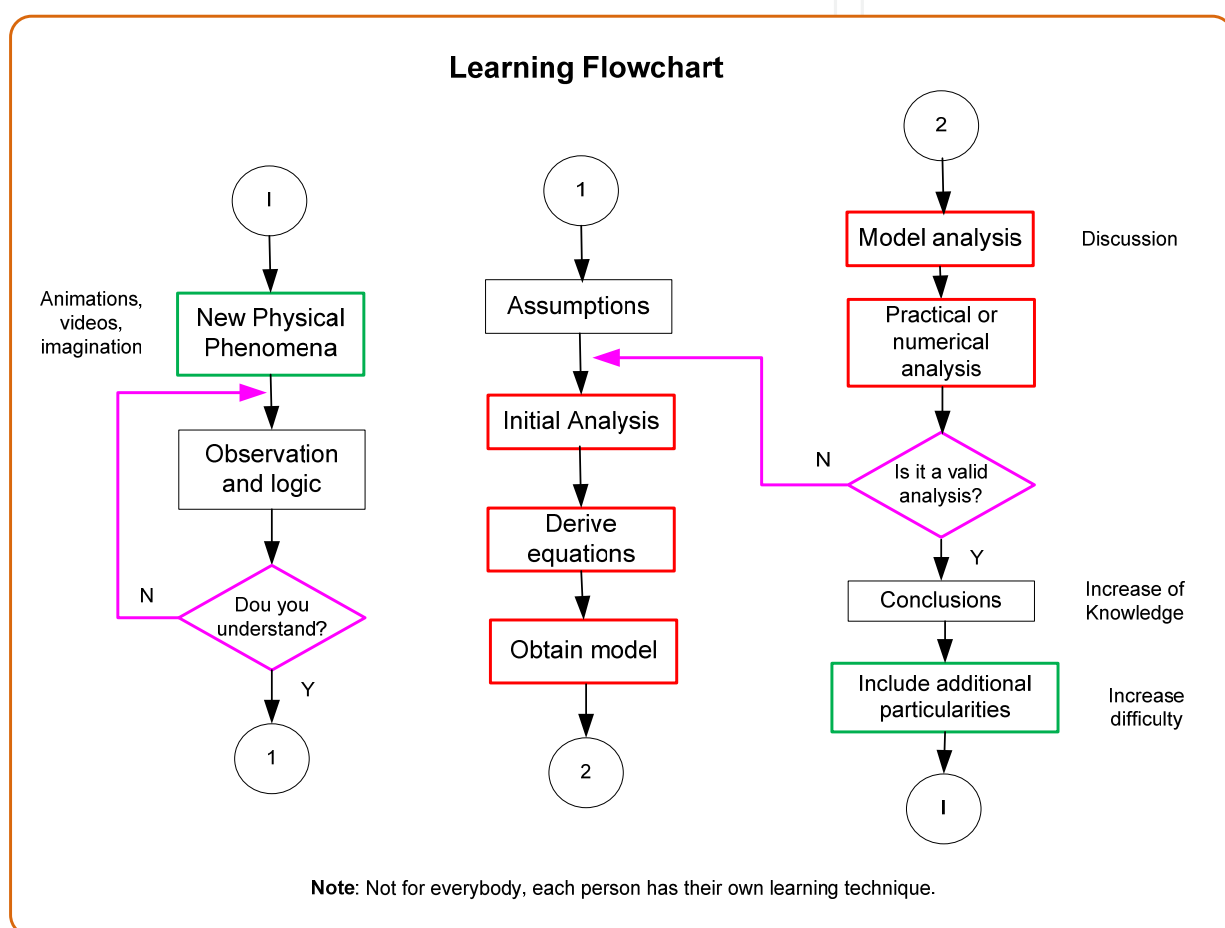 Learning Flowchart
I
Animations,
videos,
imagination
New Physical
Phenomena
Observation
and logic
N
Dou you
understand?
Y
1
1
Assumptions
Initial Analysis
Derive
equations
Obtain model
2
2
Model analysis
Discussion
Practical or
numerical
analysis
N
Is it a valid
analysis?
Y
Conclusions
Increase of
Knowledge
Include additional
particularities
Increase
difficulty
I
Note: Not for everybody, each person has their own learning technique.